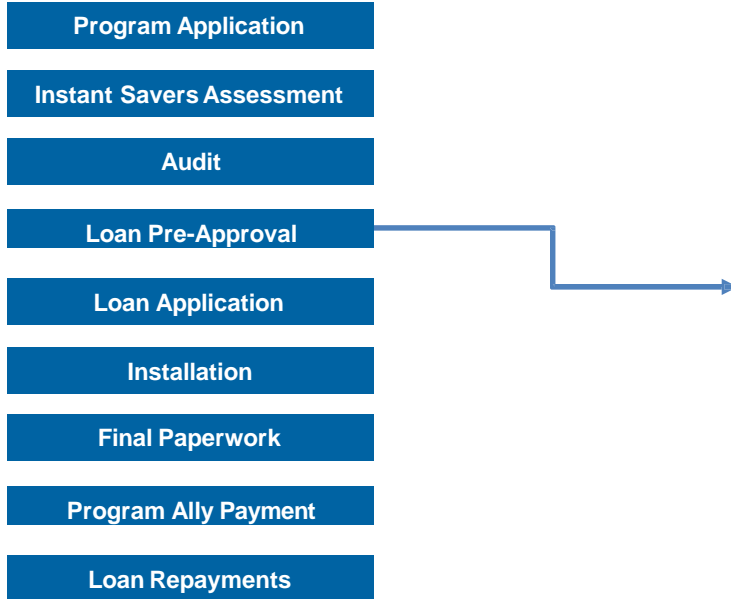 Program Application
Instant Savers Assessment
Audit
Loan Pre-Approval
Loan Application
Installation
Final Paperwork
Program Ally Payment
Loan Repayments